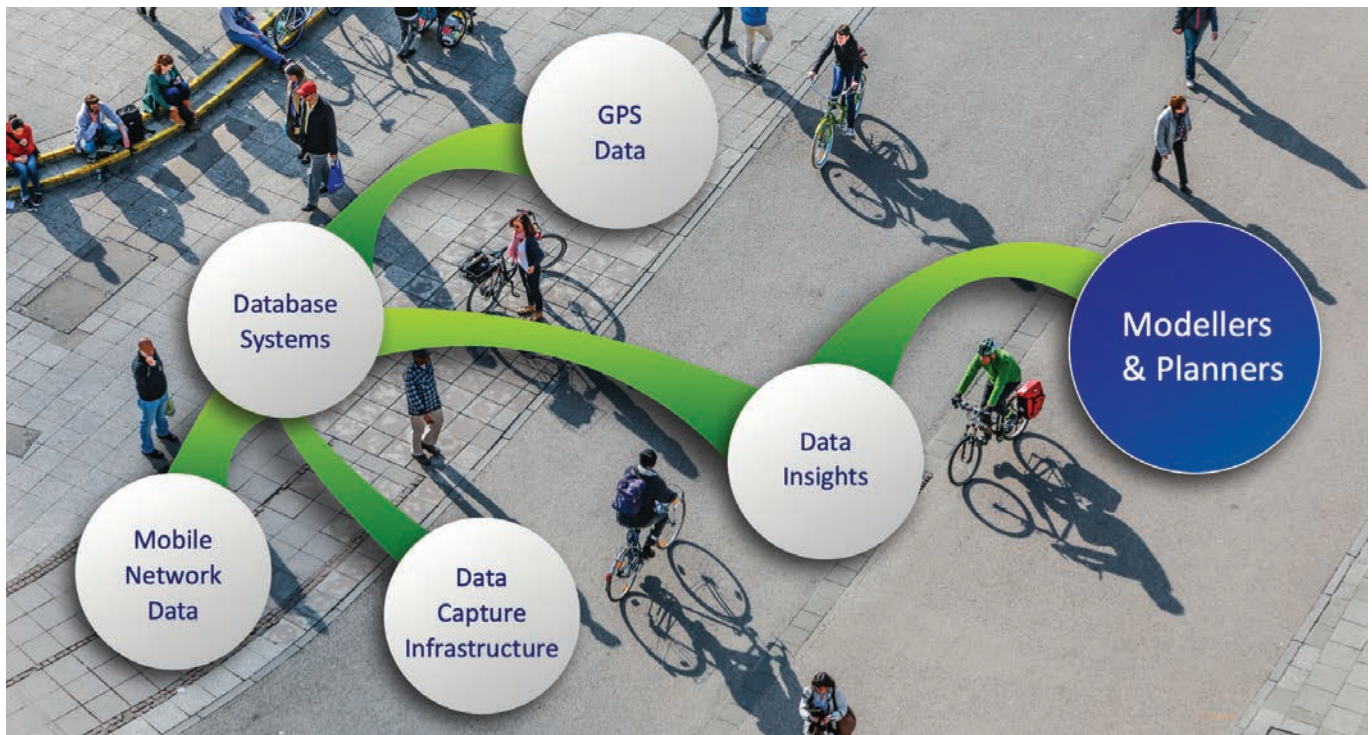 GPS
Data
Database
Systems
Modellers
& Planners
Data
Insights
Mobile
Network
Data
Data
Capture
Infrastructure